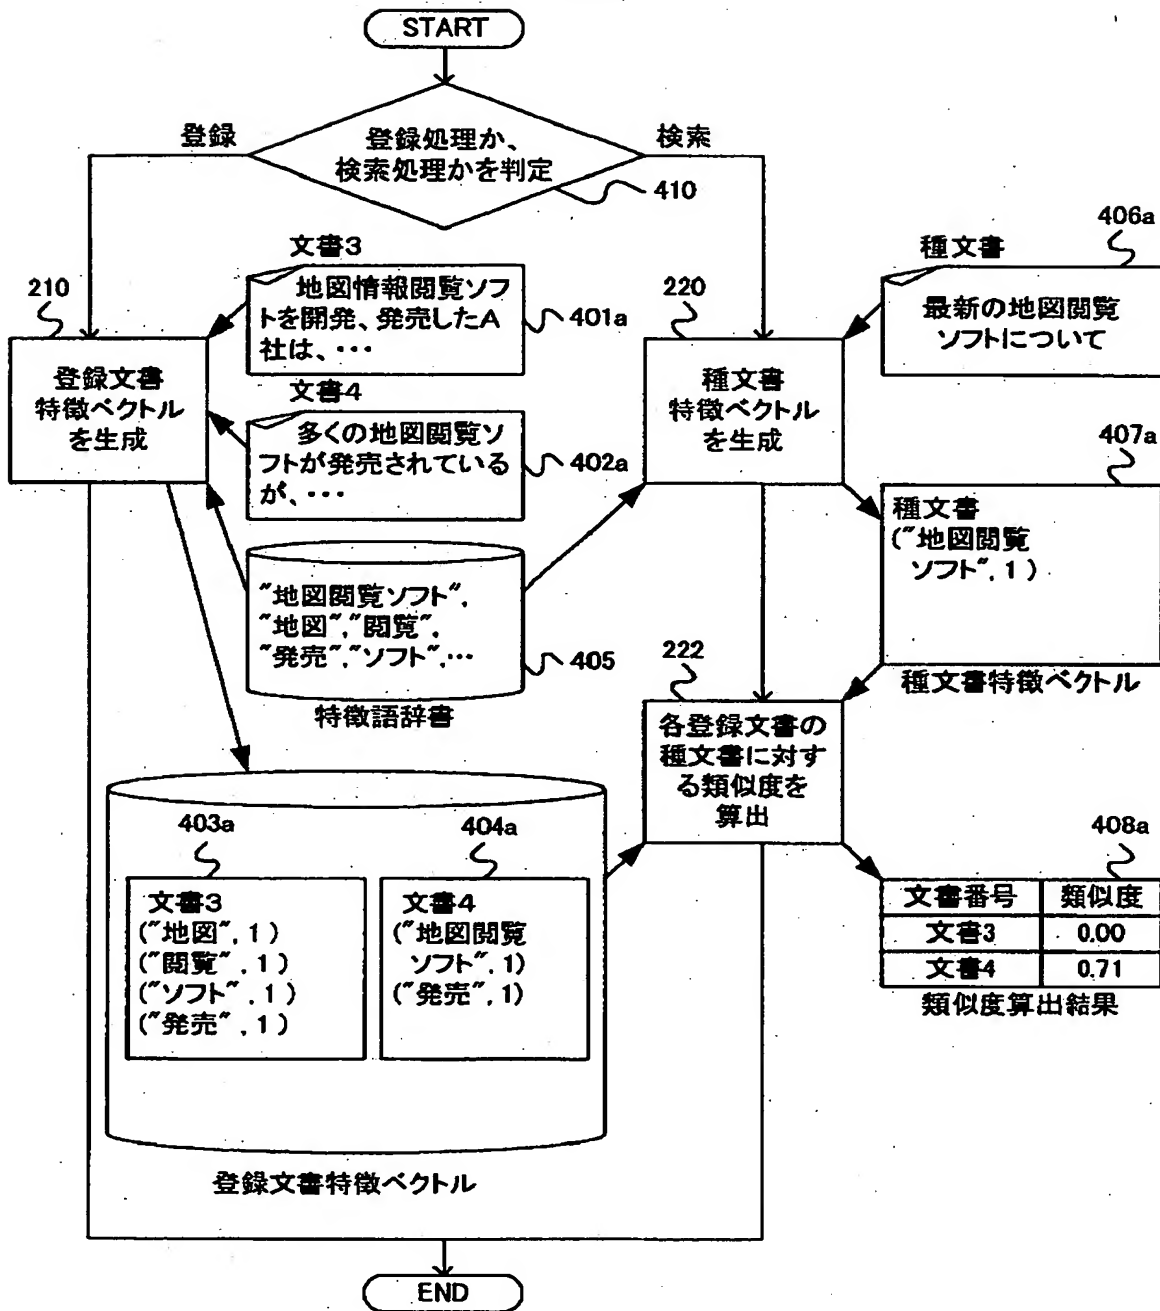 START
登録
登録処理か、
検索処理かを判定
検索
410
文書3
地図情報閲覧ソフ
トを開発、発売したA
社は、・・・
401a
210
登録文書
特徴ベクトル
を生成
文書4
多くの地図閲覧ソ
フトが発売されている
が、・・・
402a
"地図閲覧ソフト",
"地図","閲覧",
"発売","ソフト",…
405
特徴語辞書
220
種文書
特徴ベクトル
を生成
406a
種文書
最新の地図閲覧
ソフトについて
407a
種文書
("地図閲覧
ソフト",1)
種文書特徴ベクトル
222
各登録文書の
種文書に対す
る類似度を
算出
403a
文書3
("地図",1)
("閲覧",1)
("ソフト",1)
("発売",1)
404a
文書4
("地図閲覧
ソフト",1)
("発売",1)
登録文書特徴ベクトル
408a
文書番号 類似度
文書3 0.00
文書4 0.71
類似度算出結果
END